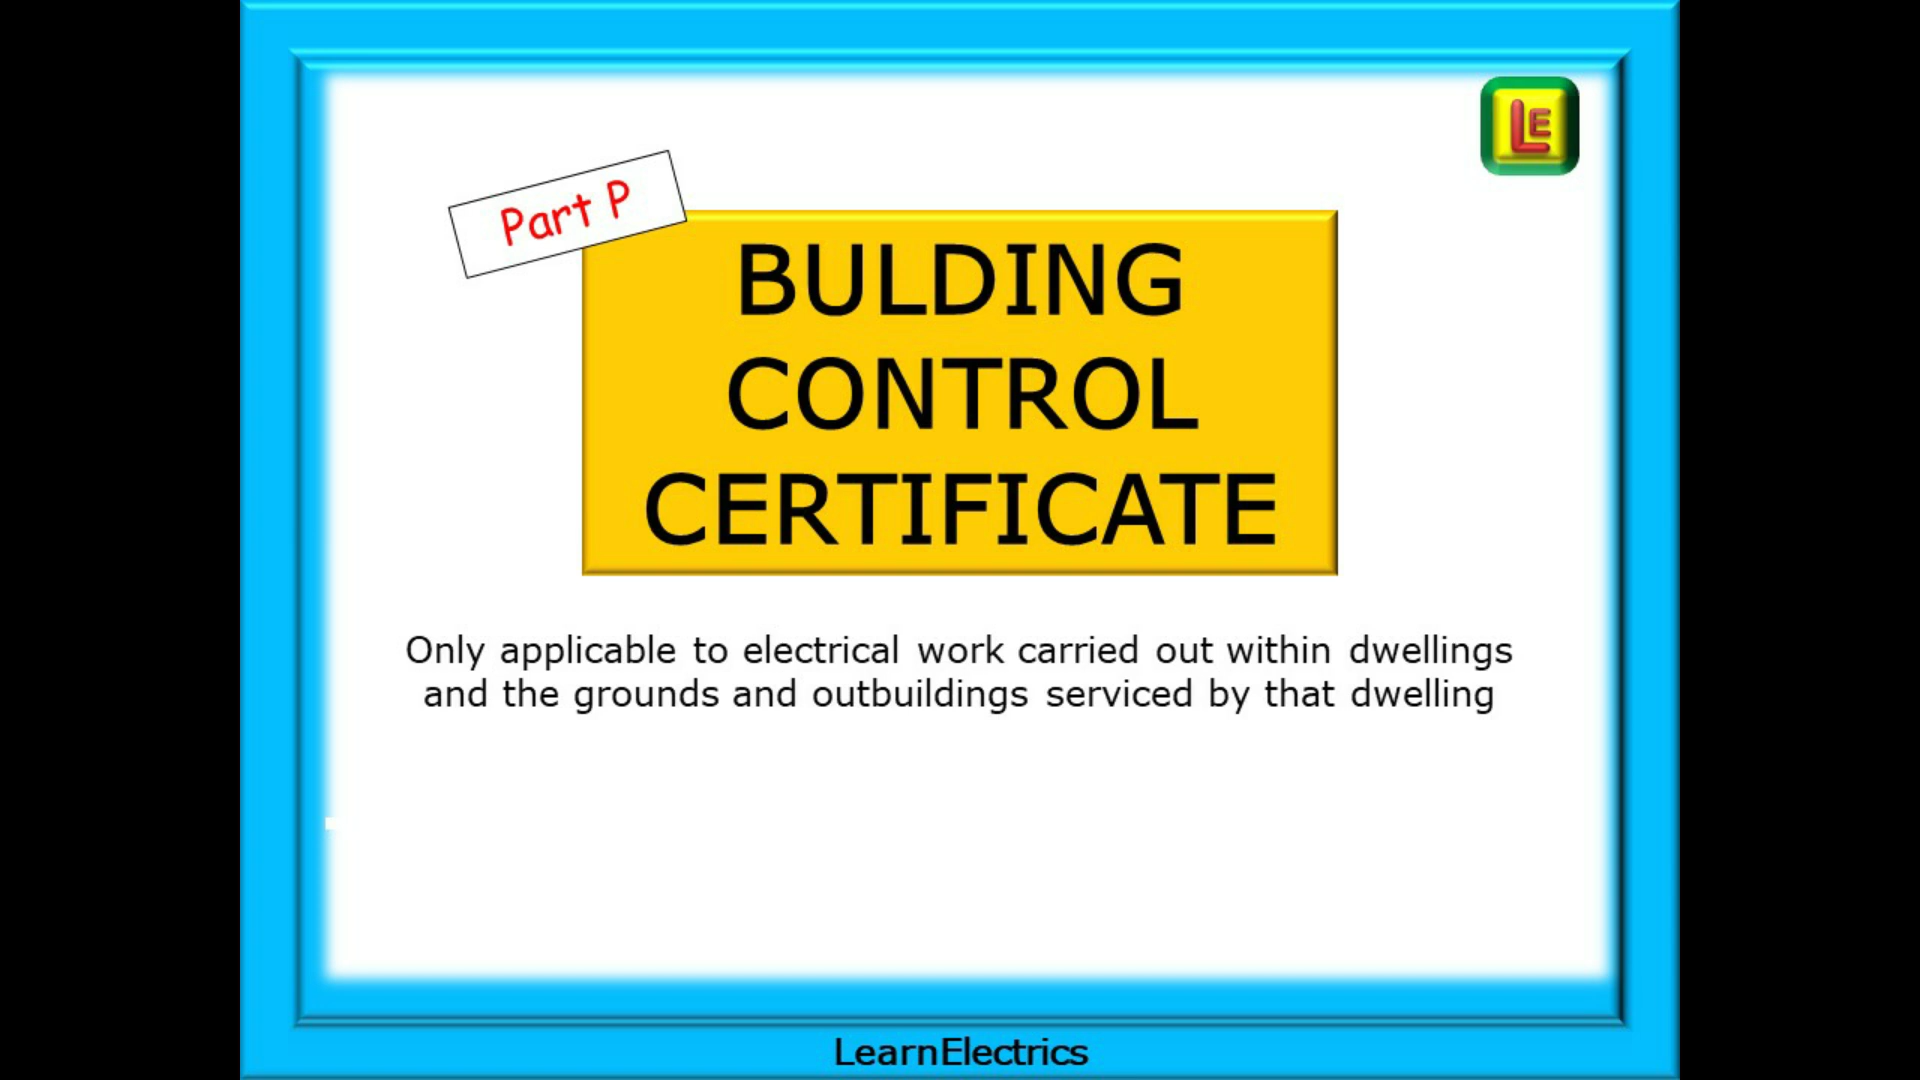 LE
Part P
BULDING
CONTROL
CERTIFICATE
Only applicable to electrical work carried out within dwellings
and the grounds and outbuildings serviced by that dwelling
LearnElectrics